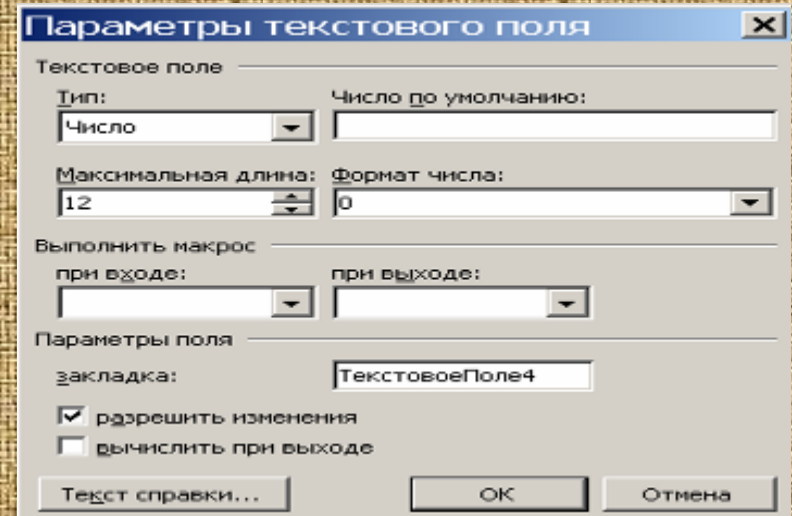 Параметры текстового поля
Текстовое поле
Тип: Число по умолчанию:
Число
Максимальная длина: Формат числа:
12 0
Выполнить макрос
при входе: при выходе:
Параметры поля
закладка: ТекстовоеПоле4
разрешить изменения
вычислить при выходе
Текст справки... ОК Отмена